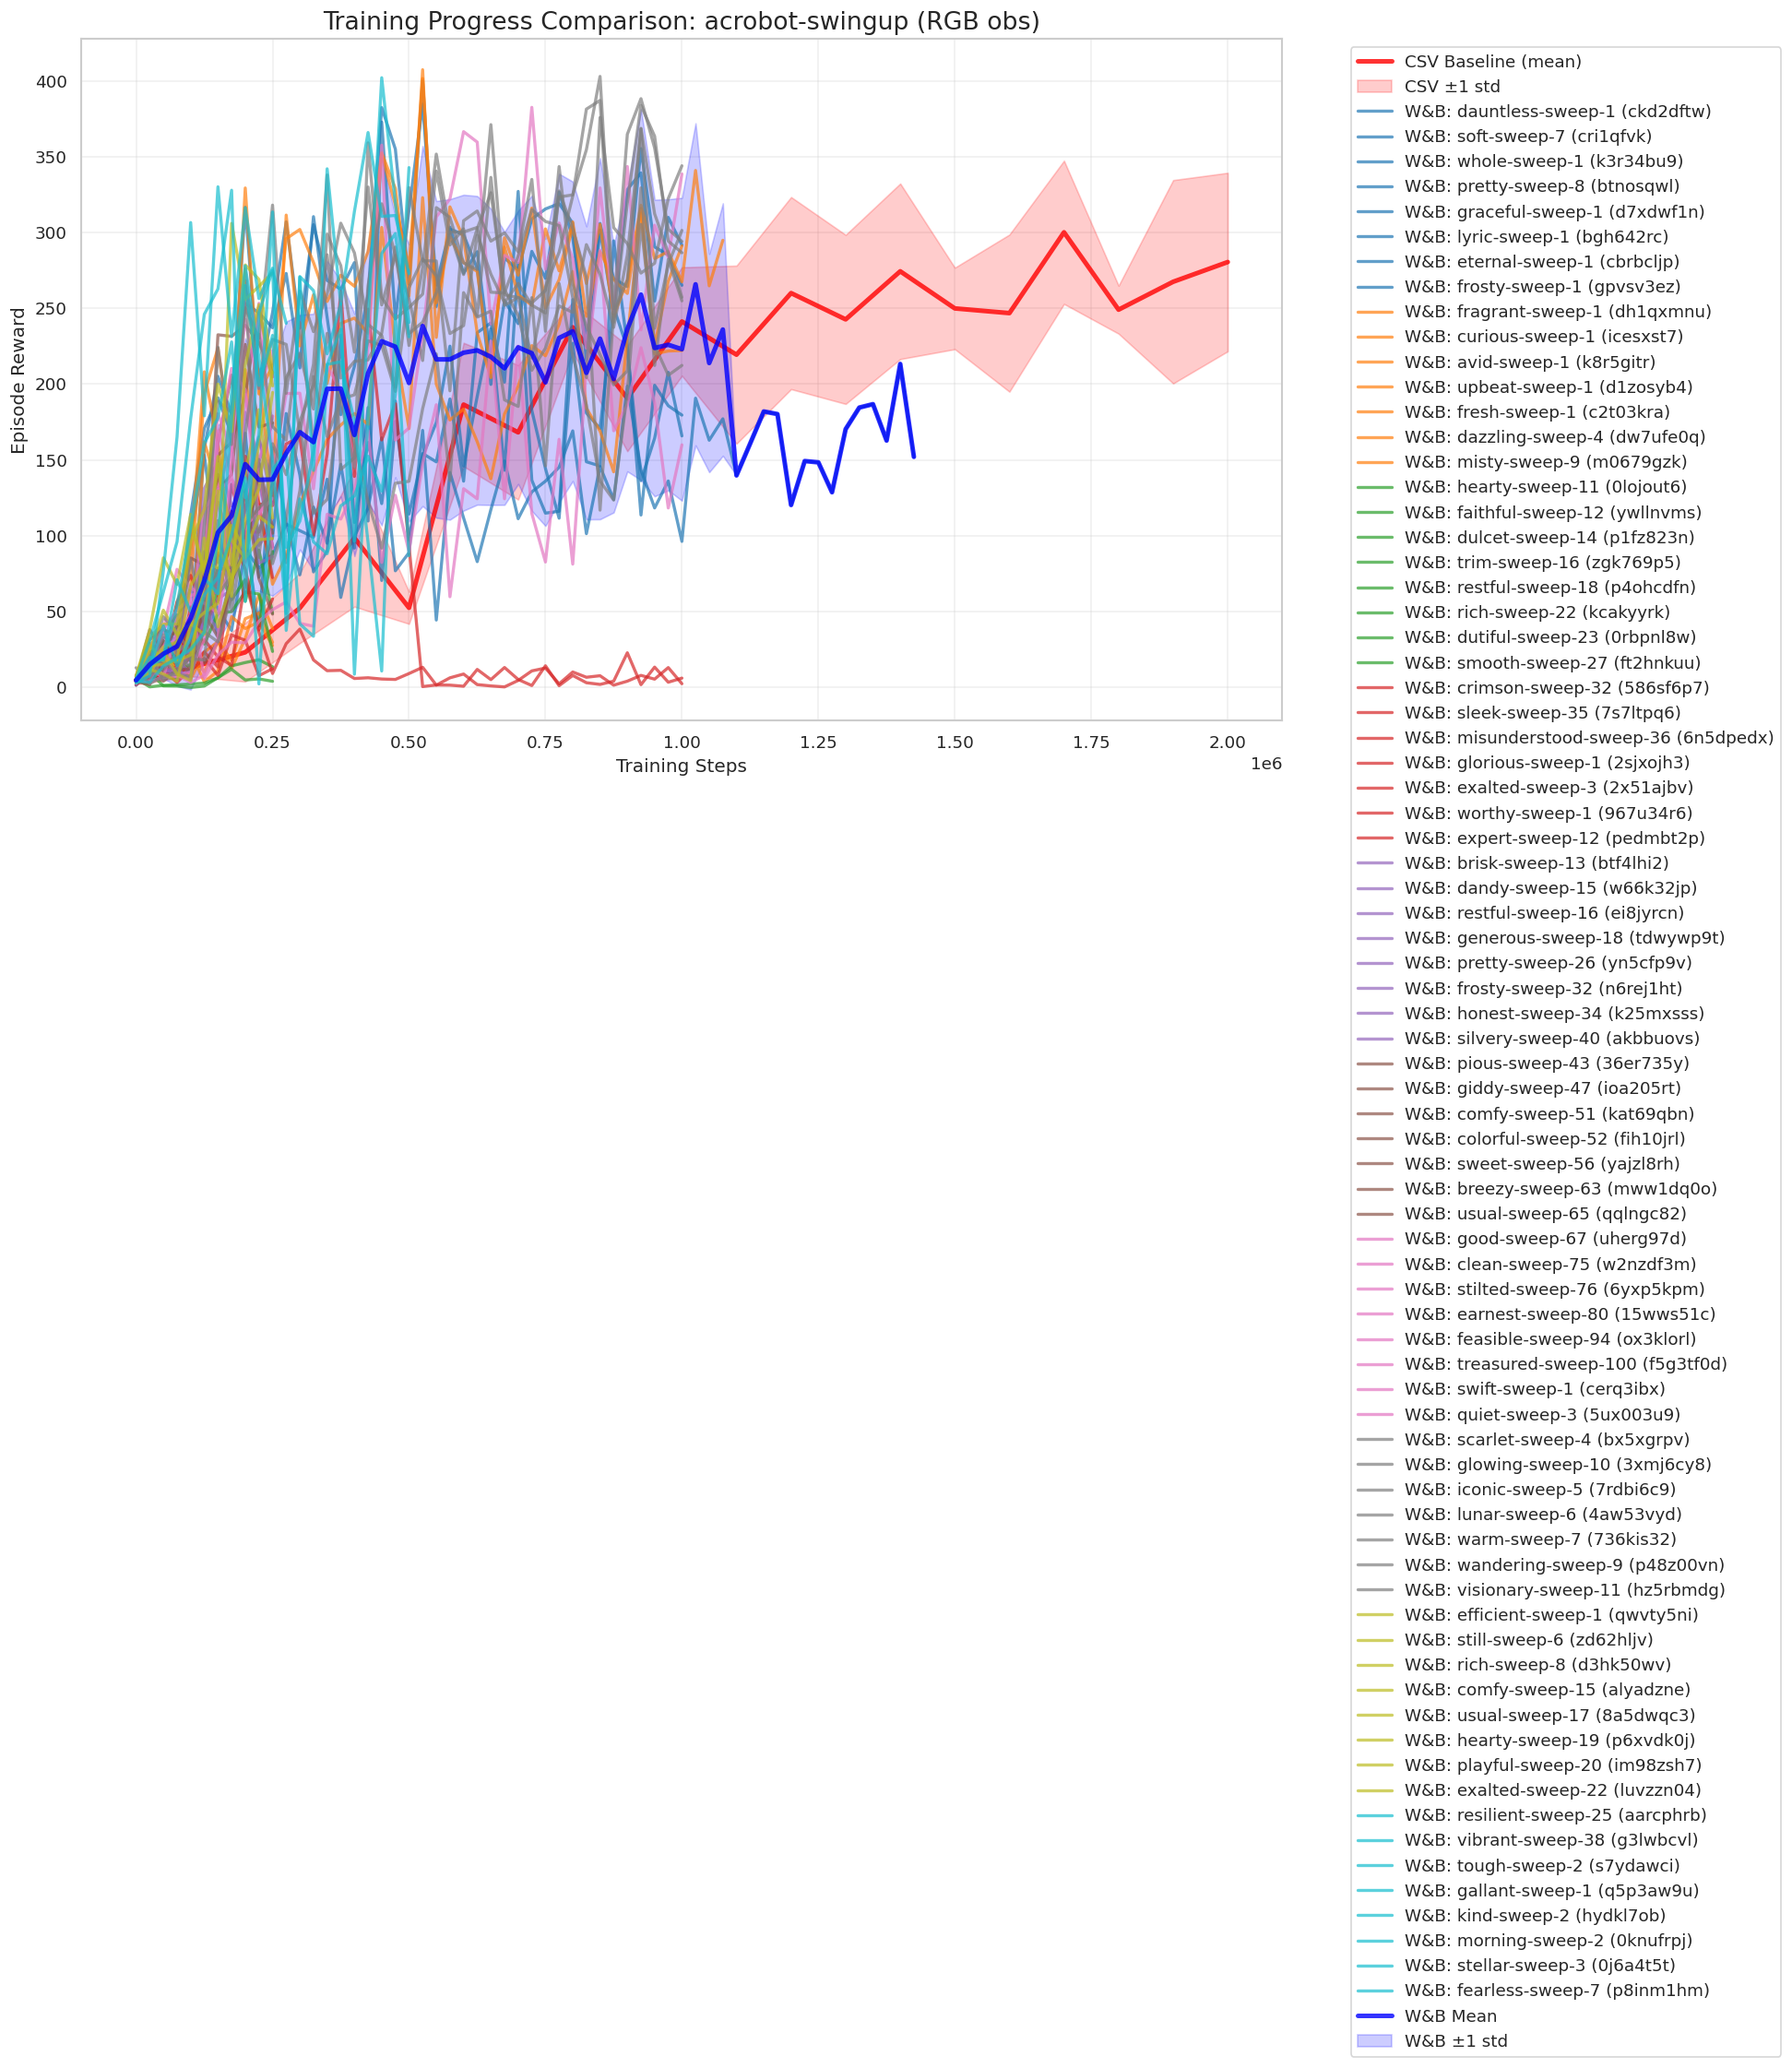 Training Progress Comparison: acrobot-swingup (RGB obs)
Episode Reward
400
350
300
250
200
150
100
50
0
0.00 0.25 0.50 0.75 1.00 1.25 1.50 1.75 2.00
1e6
Training Steps
CSV Baseline (mean)
CSV ±1 std
W&B: dauntless-sweep-1 (ckd2dftw)
W&B: soft-sweep-7 (cri1qfvk)
W&B: whole-sweep-1 (k3r34bu9)
W&B: pretty-sweep-8 (btnosqwl)
W&B: graceful-sweep-1 (d7xdwf1n)
W&B: lyric-sweep-1 (bgh642rc)
W&B: eternal-sweep-1 (cbrbcljp)
W&B: frosty-sweep-1 (gpvsv3ez)
W&B: fragrant-sweep-1 (dh1qxmnu)
W&B: curious-sweep-1 (icesxst7)
W&B: avid-sweep-1 (k8r5gitr)
W&B: upbeat-sweep-1 (d1zosyb4)
W&B: fresh-sweep-1 (c2t03kra)
W&B: dazzling-sweep-4 (dw7ufe0q)
W&B: misty-sweep-9 (m0679gzk)
W&B: hearty-sweep-11 (0lojout6)
W&B: faithful-sweep-12 (ywllnvms)
W&B: dulcet-sweep-14 (p1fz823n)
W&B: trim-sweep-16 (zgk769p5)
W&B: restful-sweep-18 (p4ohcdfn)
W&B: rich-sweep-22 (kcakyyrk)
W&B: dutiful-sweep-23 (0rbpnl8w)
W&B: smooth-sweep-27 (ft2hnkuu)
W&B: crimson-sweep-32 (586sf6p7)
W&B: sleek-sweep-35 (7s7ltpq6)
W&B: misunderstood-sweep-36 (6n5dpedx)
W&B: glorious-sweep-1 (2sjxojh3)
W&B: exalted-sweep-3 (2x51ajbv)
W&B: worthy-sweep-1 (967u34r6)
W&B: expert-sweep-12 (pedmbt2p)
W&B: brisk-sweep-13 (btf4lhi2)
W&B: dandy-sweep-15 (w66k32jp)
W&B: restful-sweep-16 (ei8jyrcn)
W&B: generous-sweep-18 (tdwywp9t)
W&B: pretty-sweep-26 (yn5cfp9v)
W&B: frosty-sweep-32 (n6rej1ht)
W&B: honest-sweep-34 (k25mxsss)
W&B: silvery-sweep-40 (akbbuovs)
W&B: pious-sweep-43 (36er735y)
W&B: giddy-sweep-47 (ioa205rt)
W&B: comfy-sweep-51 (kat69qbn)
W&B: colorful-sweep-52 (fih10jrl)
W&B: sweet-sweep-56 (yajzl8rh)
W&B: breezy-sweep-63 (mww1dq0o)
W&B: usual-sweep-65 (qqlngc82)
W&B: good-sweep-67 (uherg97d)
W&B: clean-sweep-75 (w2nzdf3m)
W&B: stilted-sweep-76 (6yxp5kpm)
W&B: earnest-sweep-80 (15wws51c)
W&B: feasible-sweep-94 (ox3klorl)
W&B: treasured-sweep-100 (f5g3tf0d)
W&B: swift-sweep-1 (cerq3ibx)
W&B: quiet-sweep-3 (5ux003u9)
W&B: scarlet-sweep-4 (bx5xgrpv)
W&B: glowing-sweep-10 (3xmj6cy8)
W&B: iconic-sweep-5 (7rdbi6c9)
W&B: lunar-sweep-6 (4aw53vyd)
W&B: warm-sweep-7 (736kis32)
W&B: wandering-sweep-9 (p48z00vn)
W&B: visionary-sweep-11 (hz5rbmdg)
W&B: efficient-sweep-1 (qwvty5ni)
W&B: still-sweep-6 (zd62hljv)
W&B: rich-sweep-8 (d3hk50wv)
W&B: comfy-sweep-15 (alyadzne)
W&B: usual-sweep-17 (8a5dwqc3)
W&B: hearty-sweep-19 (p6xvdk0j)
W&B: playful-sweep-20 (im98zsh7)
W&B: exalted-sweep-22 (luvzzn04)
W&B: resilient-sweep-25 (aarcphrb)
W&B: vibrant-sweep-38 (g3lwbcvl)
W&B: tough-sweep-2 (s7ydawci)
W&B: gallant-sweep-1 (q5p3aw9u)
W&B: kind-sweep-2 (hydkl7ob)
W&B: morning-sweep-2 (0knufrpj)
W&B: stellar-sweep-3 (0j6a4t5t)
W&B: fearless-sweep-7 (p8inm1hm)
W&B Mean
W&B ±1 std